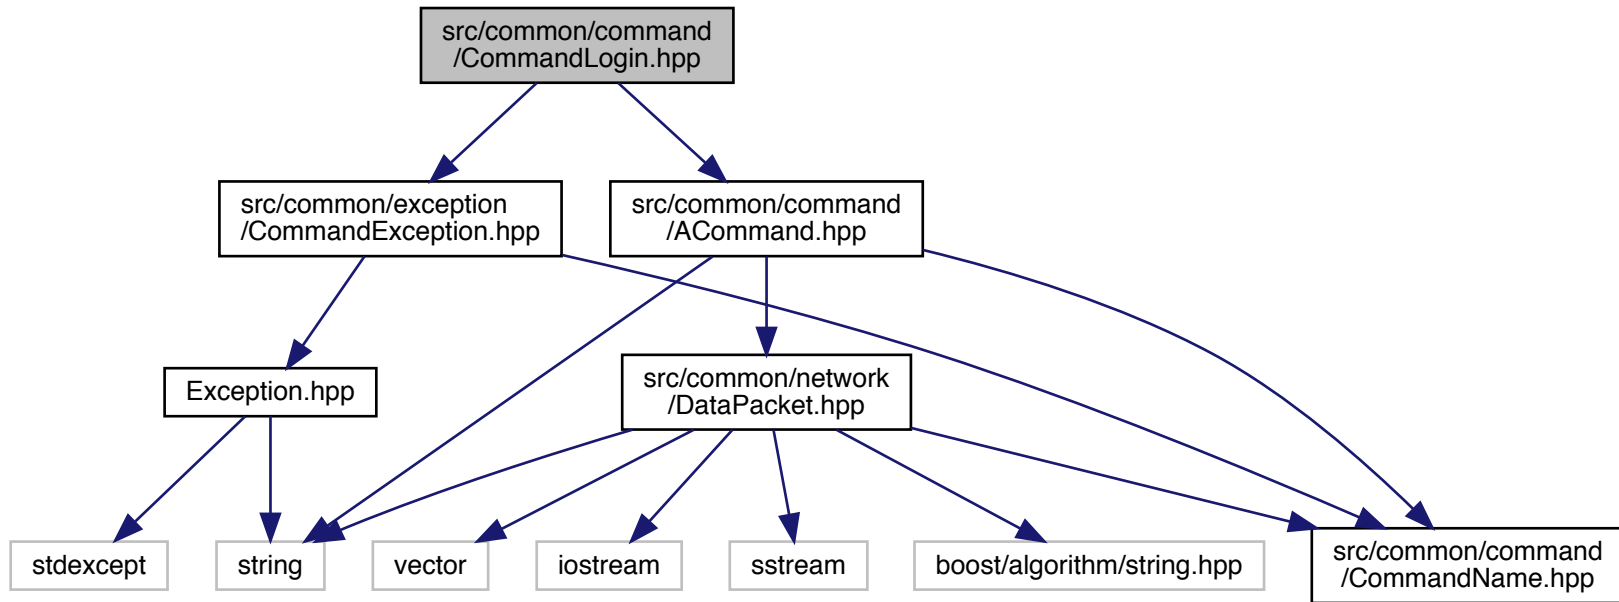 src/common/command
/CommandLogin.hpp
src/common/exception
/CommandException.hpp
src/common/command
/ACommand.hpp
Exception.hpp
src/common/network
/DataPacket.hpp
stdexcept
string
vector
iostream
sstream
boost/algorithm/string.hpp
src/common/command
/CommandName.hpp